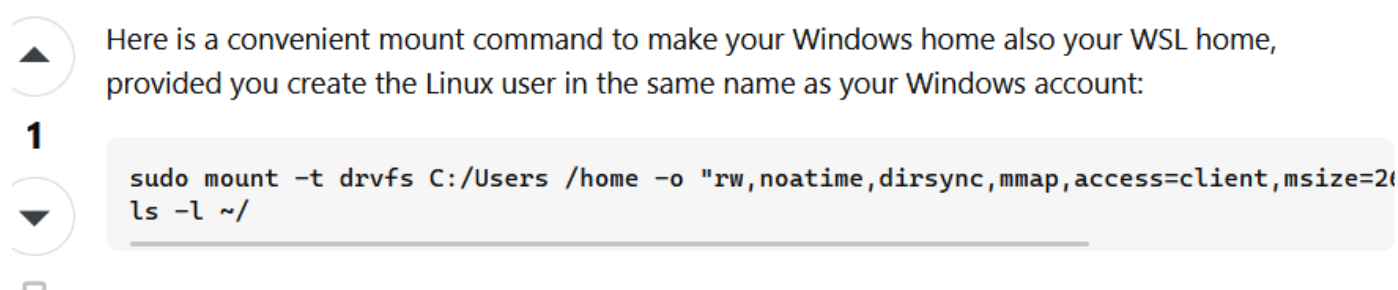 Here is a convenient mount command to make your Windows home also your WSL home,
provided you create the Linux user in the same name as your Windows account:
1
sudo mount -t drvfs C:/Users /home -o "rw,noatime,dirsync,mmap,access=client,msize=26
ls -l ~/